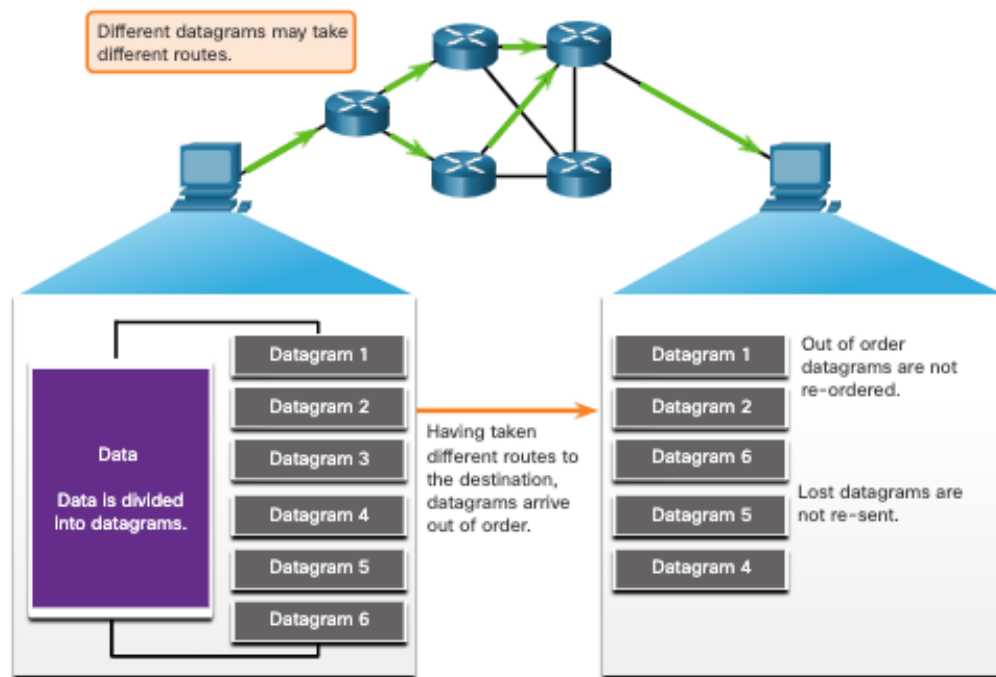 Different datagrams may take
different routes.
Data
Data is divided
into datagrams.
Datagram 1
Datagram 2
Datagram 3
Datagram 4
Datagram 5
Datagram 6
Having taken
different routes to
the destination,
datagrams arrive
out of order.
Datagram 1
Datagram 2
Datagram 6
Datagram 5
Datagram 4
Out of order
datagrams are not
re-ordered.
Lost datagrams are
not re-sent.